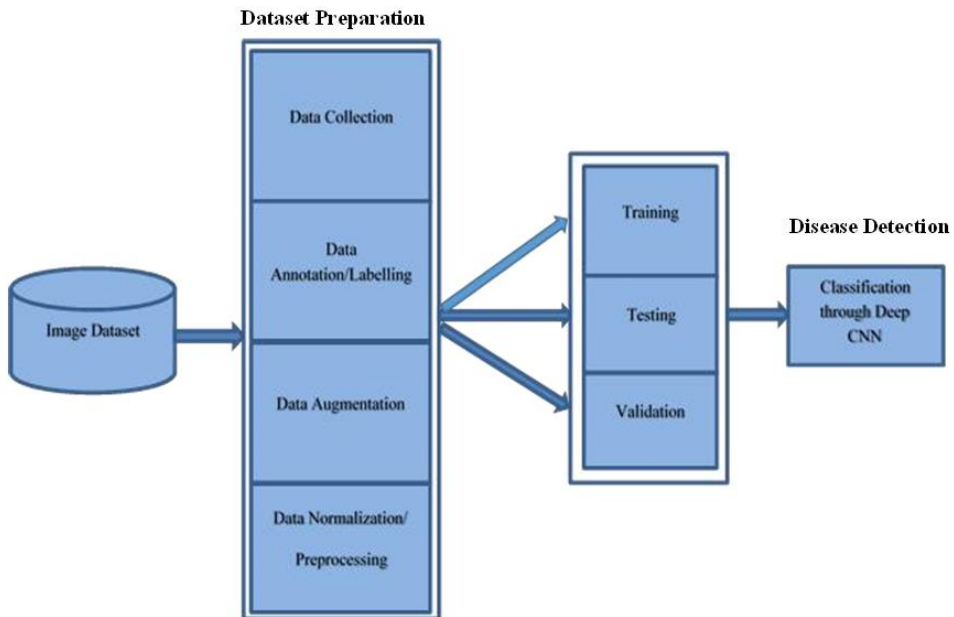 Dataset Preparation
Data Collection
Data
Annotation/Labelling
Data Augmentation
Data Normalization/
Preprocessing
Image Dataset
Training
Testing
Validation
Disease Detection
Classification
through Deep
CNN